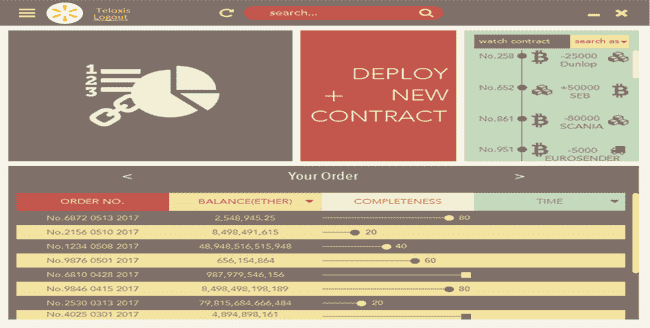 Teloxis
Logout
search...
1
2
3
DEPLOY
+ NEW
CONTRACT
watch contract
search as
No.258 -25000
Dunlop
No.652 +50000
SEB
No.861 -80000
SCANIA
No.951 -5000
EUROSENDER
< Your Order >
ORDER NO. BALANCE(ETHER) COMPLETENESS TIME
No.6872 0513 2017 2,548,945,25 80
No.2156 0510 2017 8,498,491,615 20
No.1234 0508 2017 48,948,516,515,948 40
No.9876 0501 2017 656,154,864 60
No.6810 0428 2017 987,979,546,156
No.9846 0415 2017 8,498,498,198,189 80
No.2530 0313 2017 79,815,684,666,484 20
No.4025 0301 2017 4,894,898,161